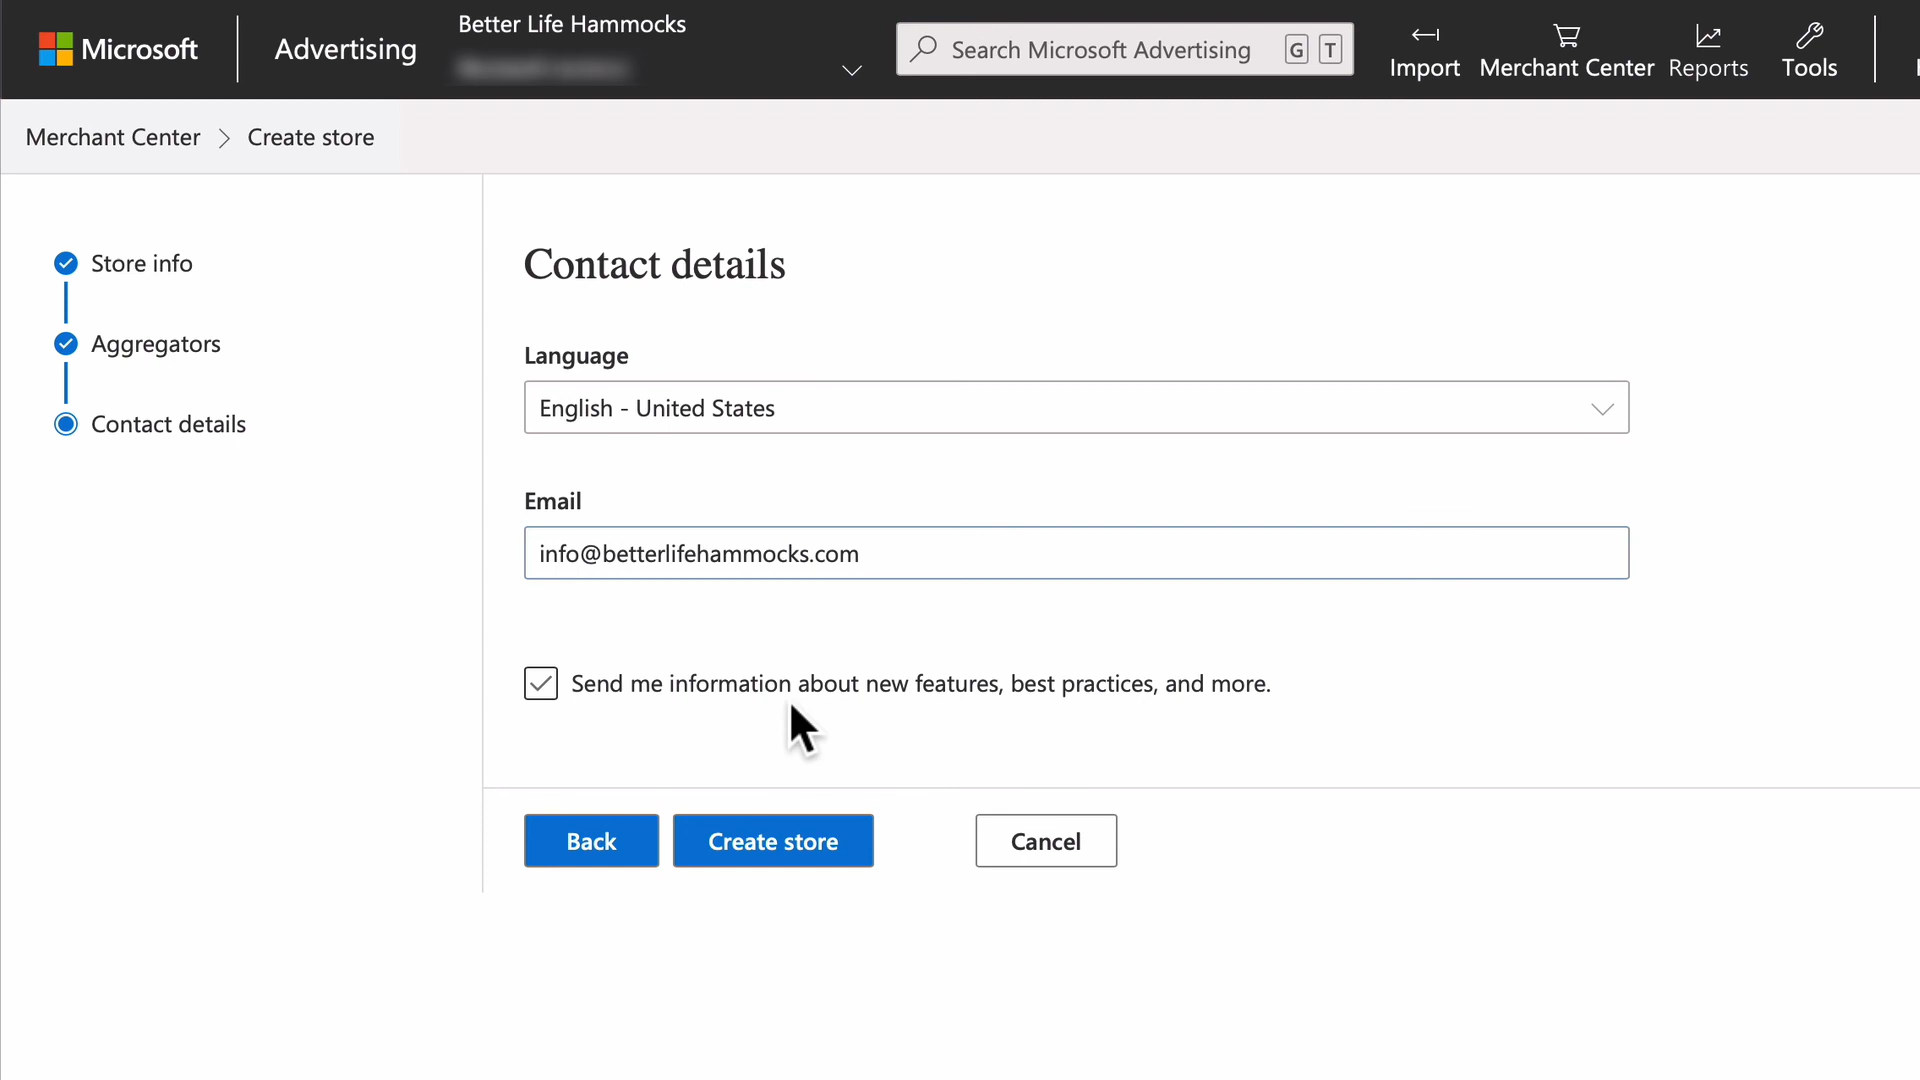 Microsoft
Advertising
Better Life Hammocks
Search Microsoft Advertising G T
Import
Merchant Center
Reports
Tools
Merchant Center Create store
Store info
Aggregators
Contact details
Contact details
Language
English - United States
Email
info@betterlifehammocks.com
Send me information about new features, best practices, and more.
Back
Create store
Cancel